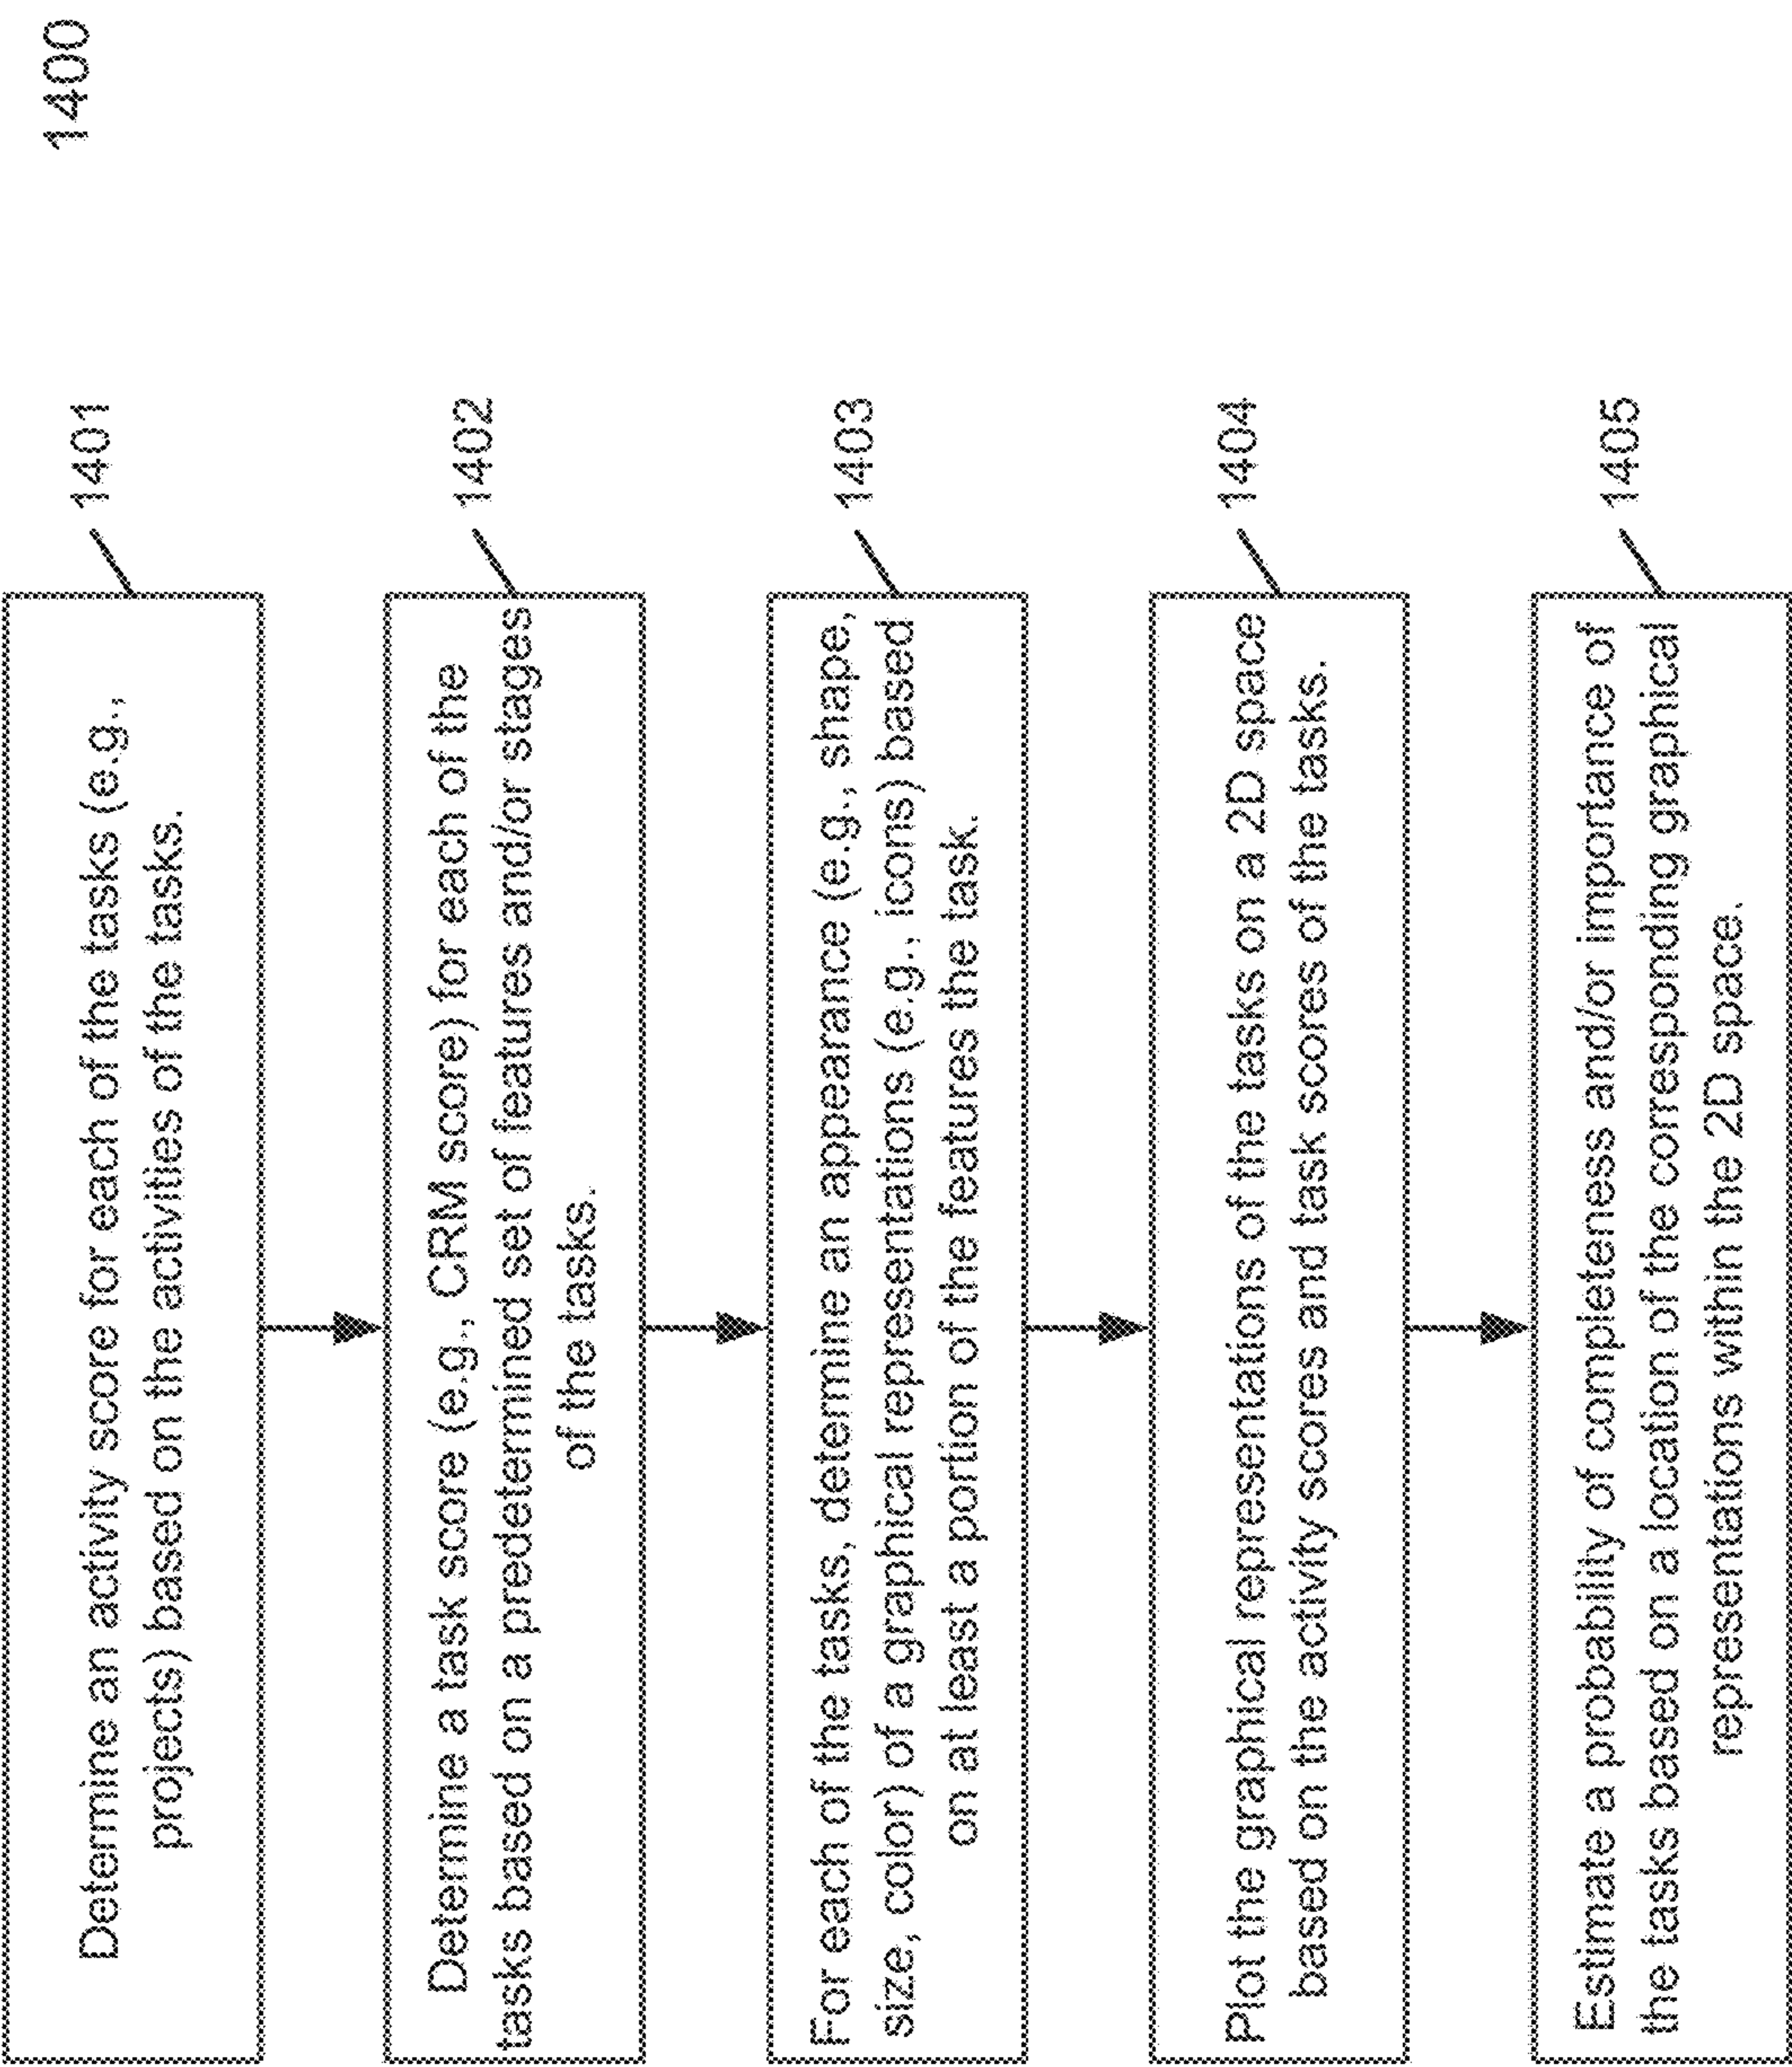 1400
Determine an activity score for each of the tasks (e.g.,
projects) based on the activities of the tasks.
1401
Determine a task score (e.g., CRM score) for each of the
tasks based on a predetermined set of features and/or stages
of the tasks.
1402
For each of the tasks, determine an appearance (e.g., shape,
size, color) of a graphical representations (e.g., icons) based
on at least a portion of the features the task.
1403
Plot the graphical representations of the tasks on a 2D space
based on the activity scores and task scores of the tasks.
1404
Estimate a probability of completeness and/or importance of
the tasks based on a location of the corresponding graphical
representations within the 2D space.
1405